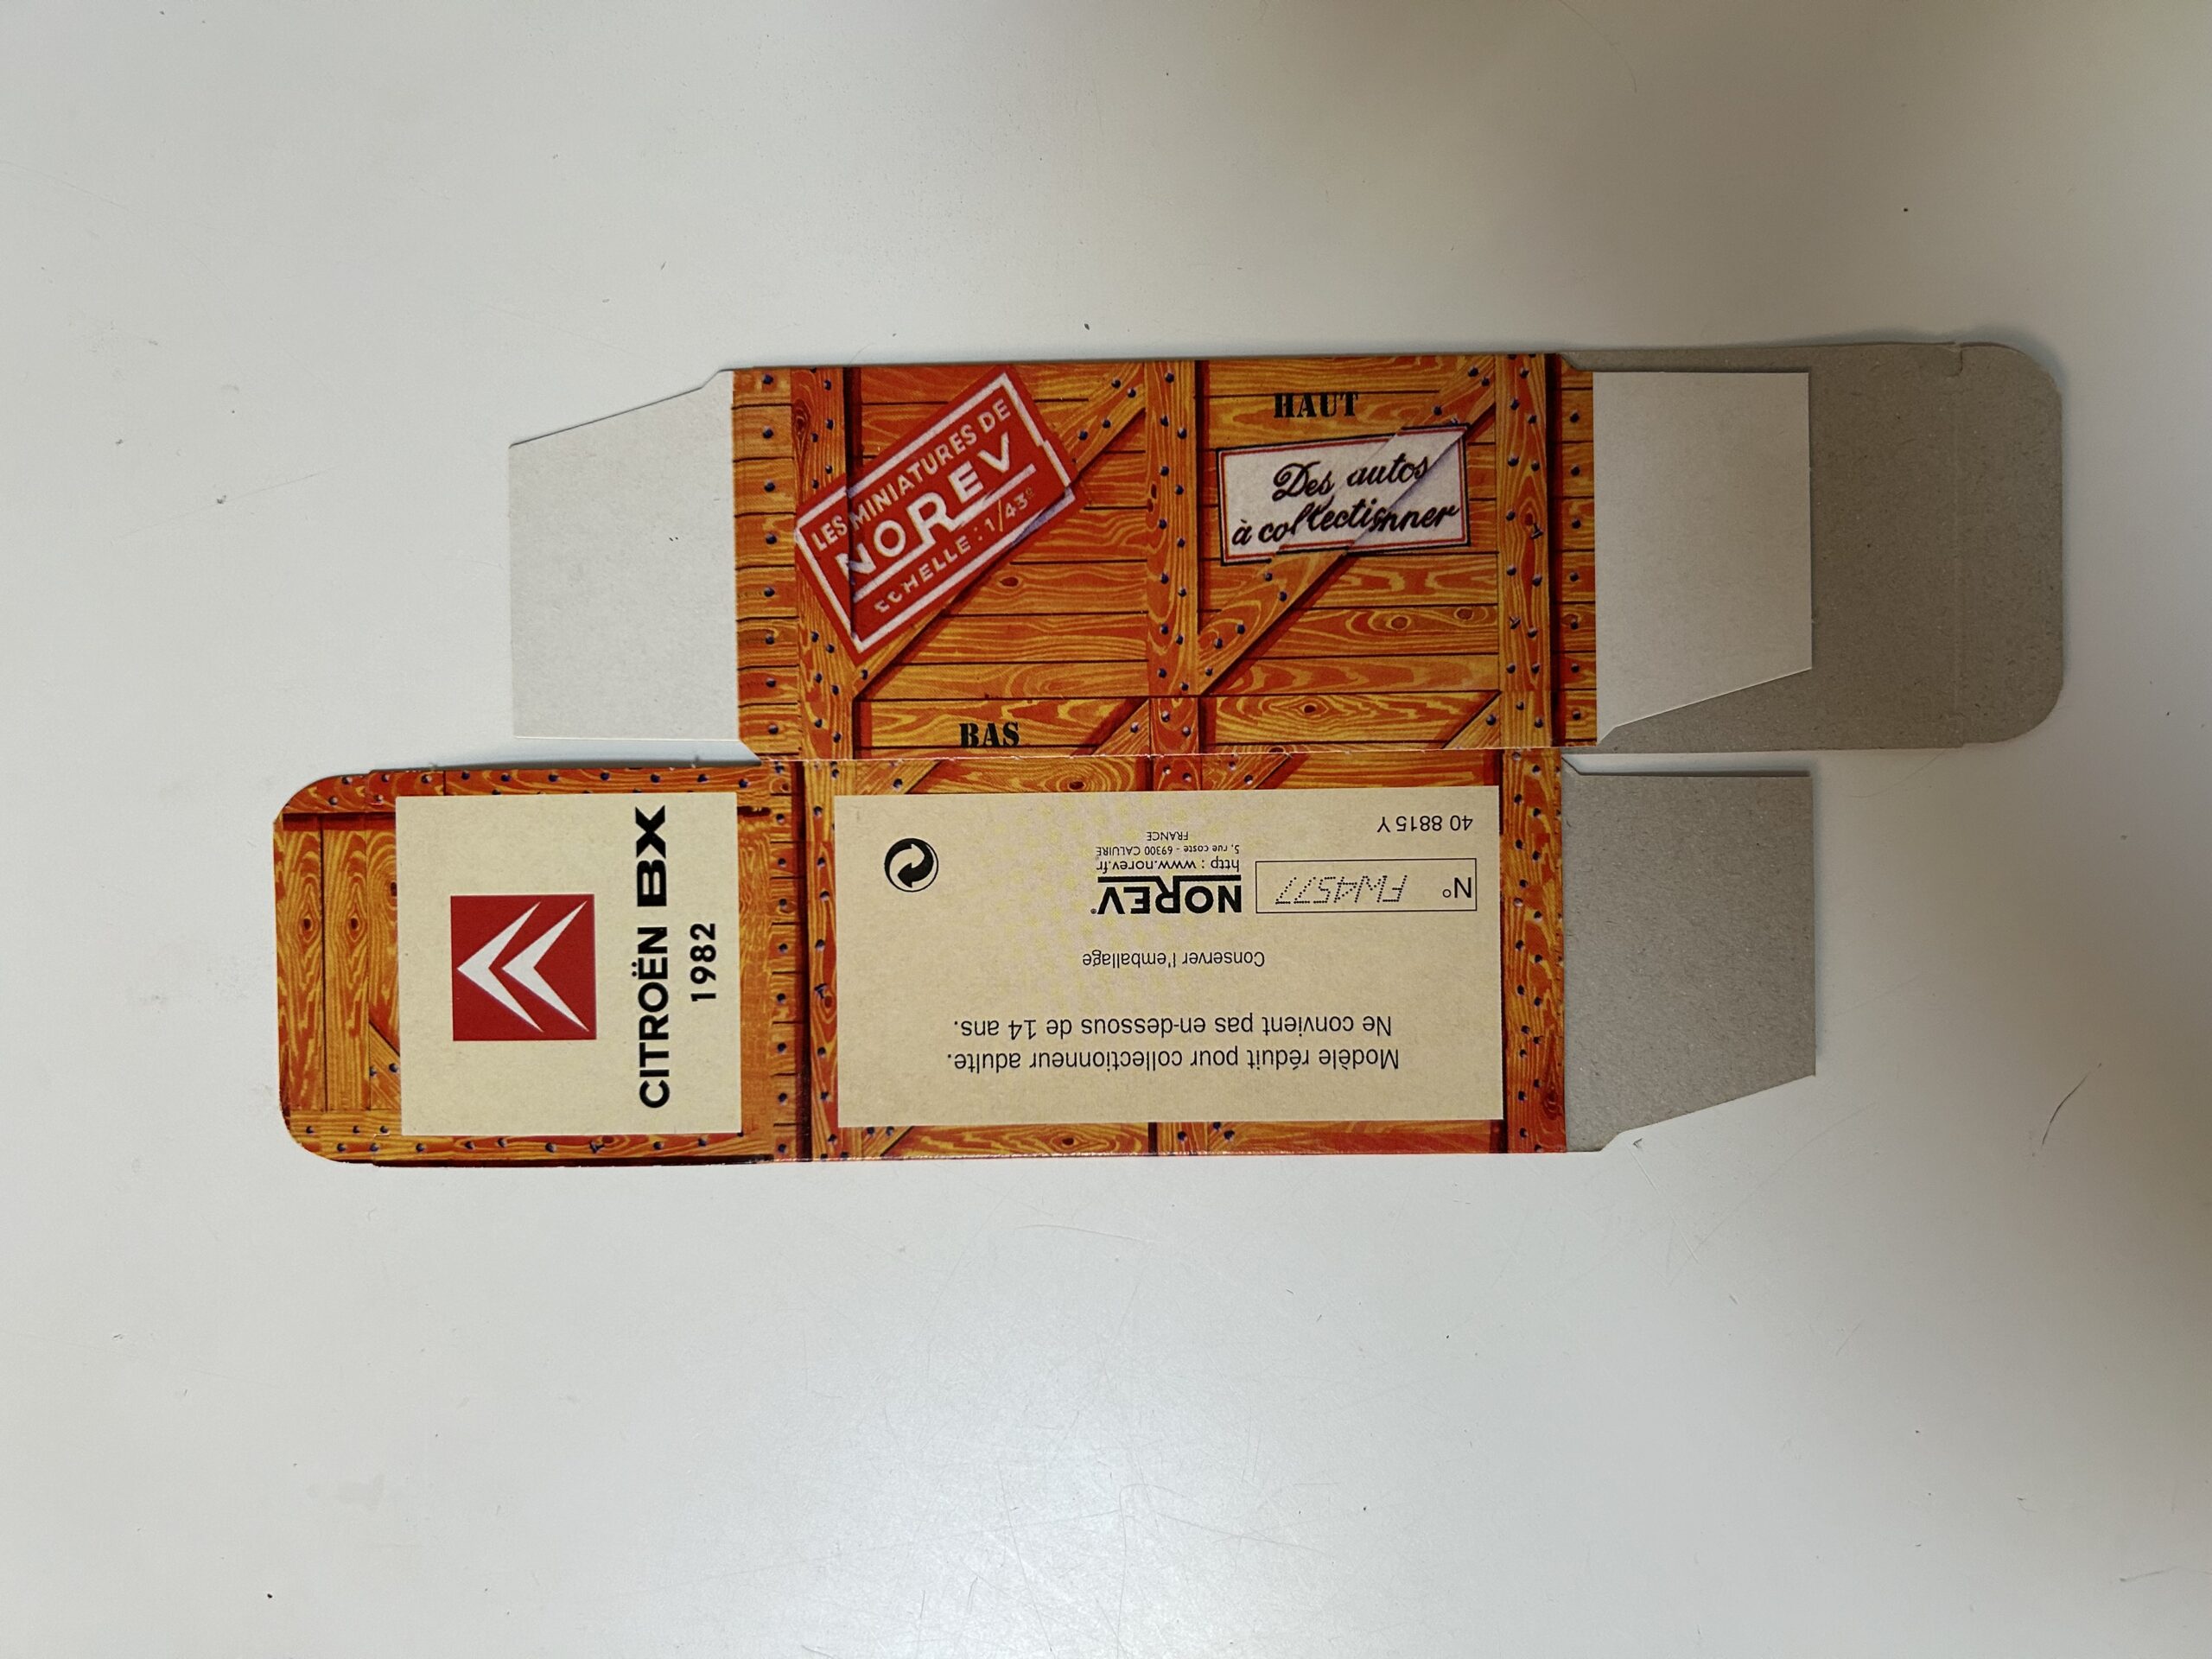 LES MINIATURES DE
NOREV
ECHELLE : 1/43e
HAUT
Des autos
à collectionner
BAS
CITROËN BX
1982
Modèle réduit pour collectionneur adulte.
Ne convient pas en-dessous de 14 ans.
Conserver l'emballage
N° FW4577
NOREV®
http : www.norev.fr
5, rue coste - 69300 CALUIRE
FRANCE
40 8815 Y